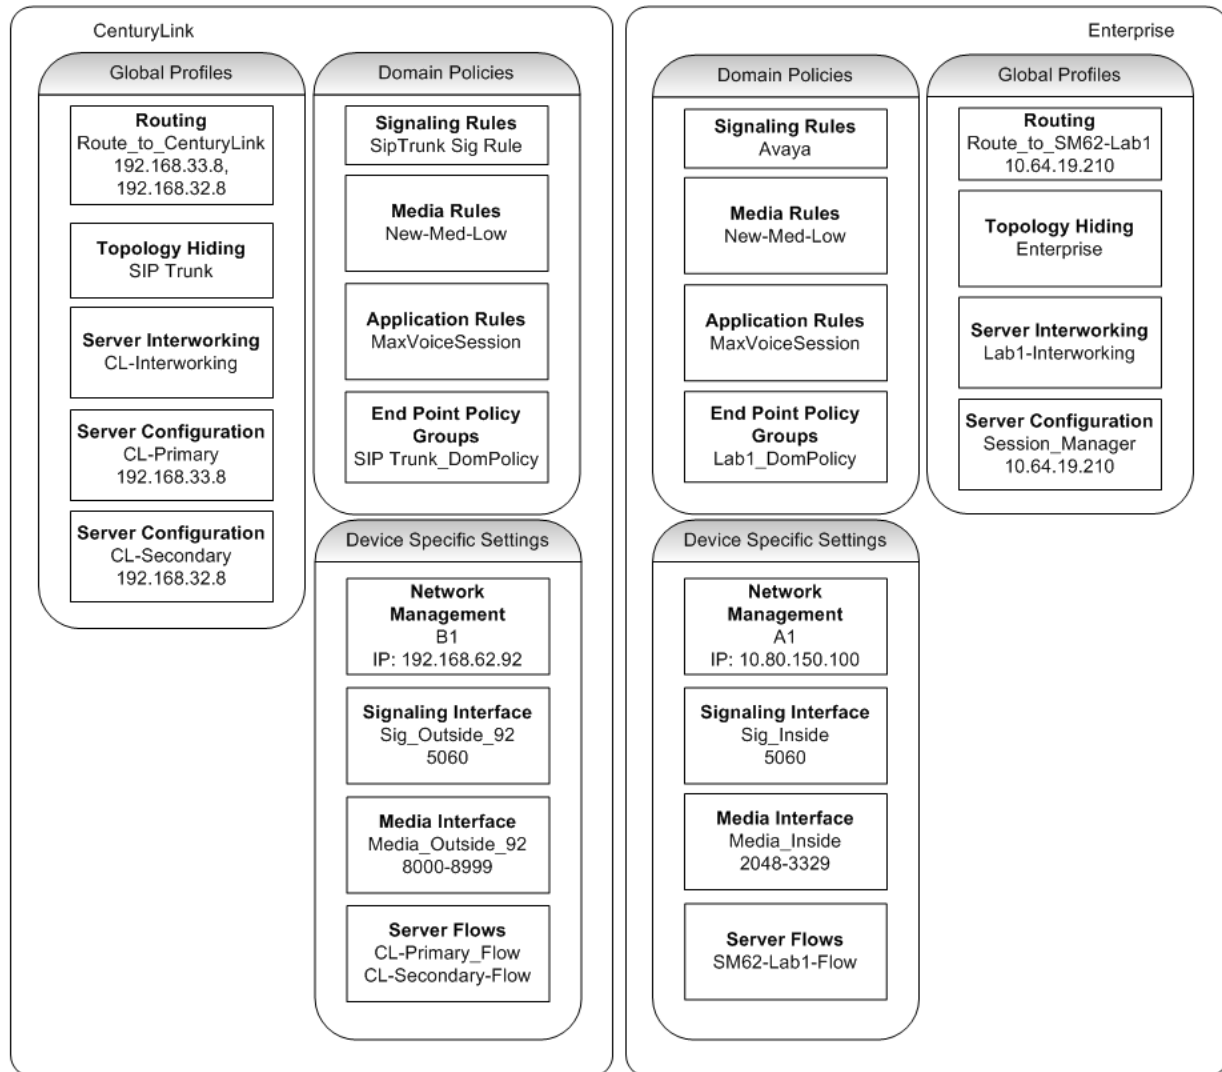 CenturyLink
Global Profiles
Routing
Route_to_CenturyLink
192.168.33.8,
192.168.32.8
Topology Hiding
SIP Trunk
Server Interworking
CL-Interworking
Server Configuration
CL-Primary
192.168.33.8
Server Configuration
CL-Secondary
192.168.32.8
Domain Policies
Signaling Rules
SipTrunk Sig Rule
Media Rules
New-Med-Low
Application Rules
MaxVoiceSession
End Point Policy
Groups
SIP Trunk_DomPolicy
Device Specific Settings
Network
Management
B1
IP: 192.168.62.92
Signaling Interface
Sig_Outside_92
5060
Media Interface
Media_Outside_92
8000-8999
Server Flows
CL-Primary_Flow
CL-Secondary-Flow
Enterprise
Domain Policies
Signaling Rules
Avaya
Media Rules
New-Med-Low
Application Rules
MaxVoiceSession
End Point Policy
Groups
Lab1_DomPolicy
Device Specific Settings
Network
Management
A1
IP: 10.80.150.100
Signaling Interface
Sig_Inside
5060
Media Interface
Media_Inside
2048-3329
Server Flows
SM62-Lab1-Flow
Global Profiles
Routing
Route_to_SM62-Lab1
10.64.19.210
Topology Hiding
Enterprise
Server Interworking
Lab1-Interworking
Server Configuration
Session_Manager
10.64.19.210